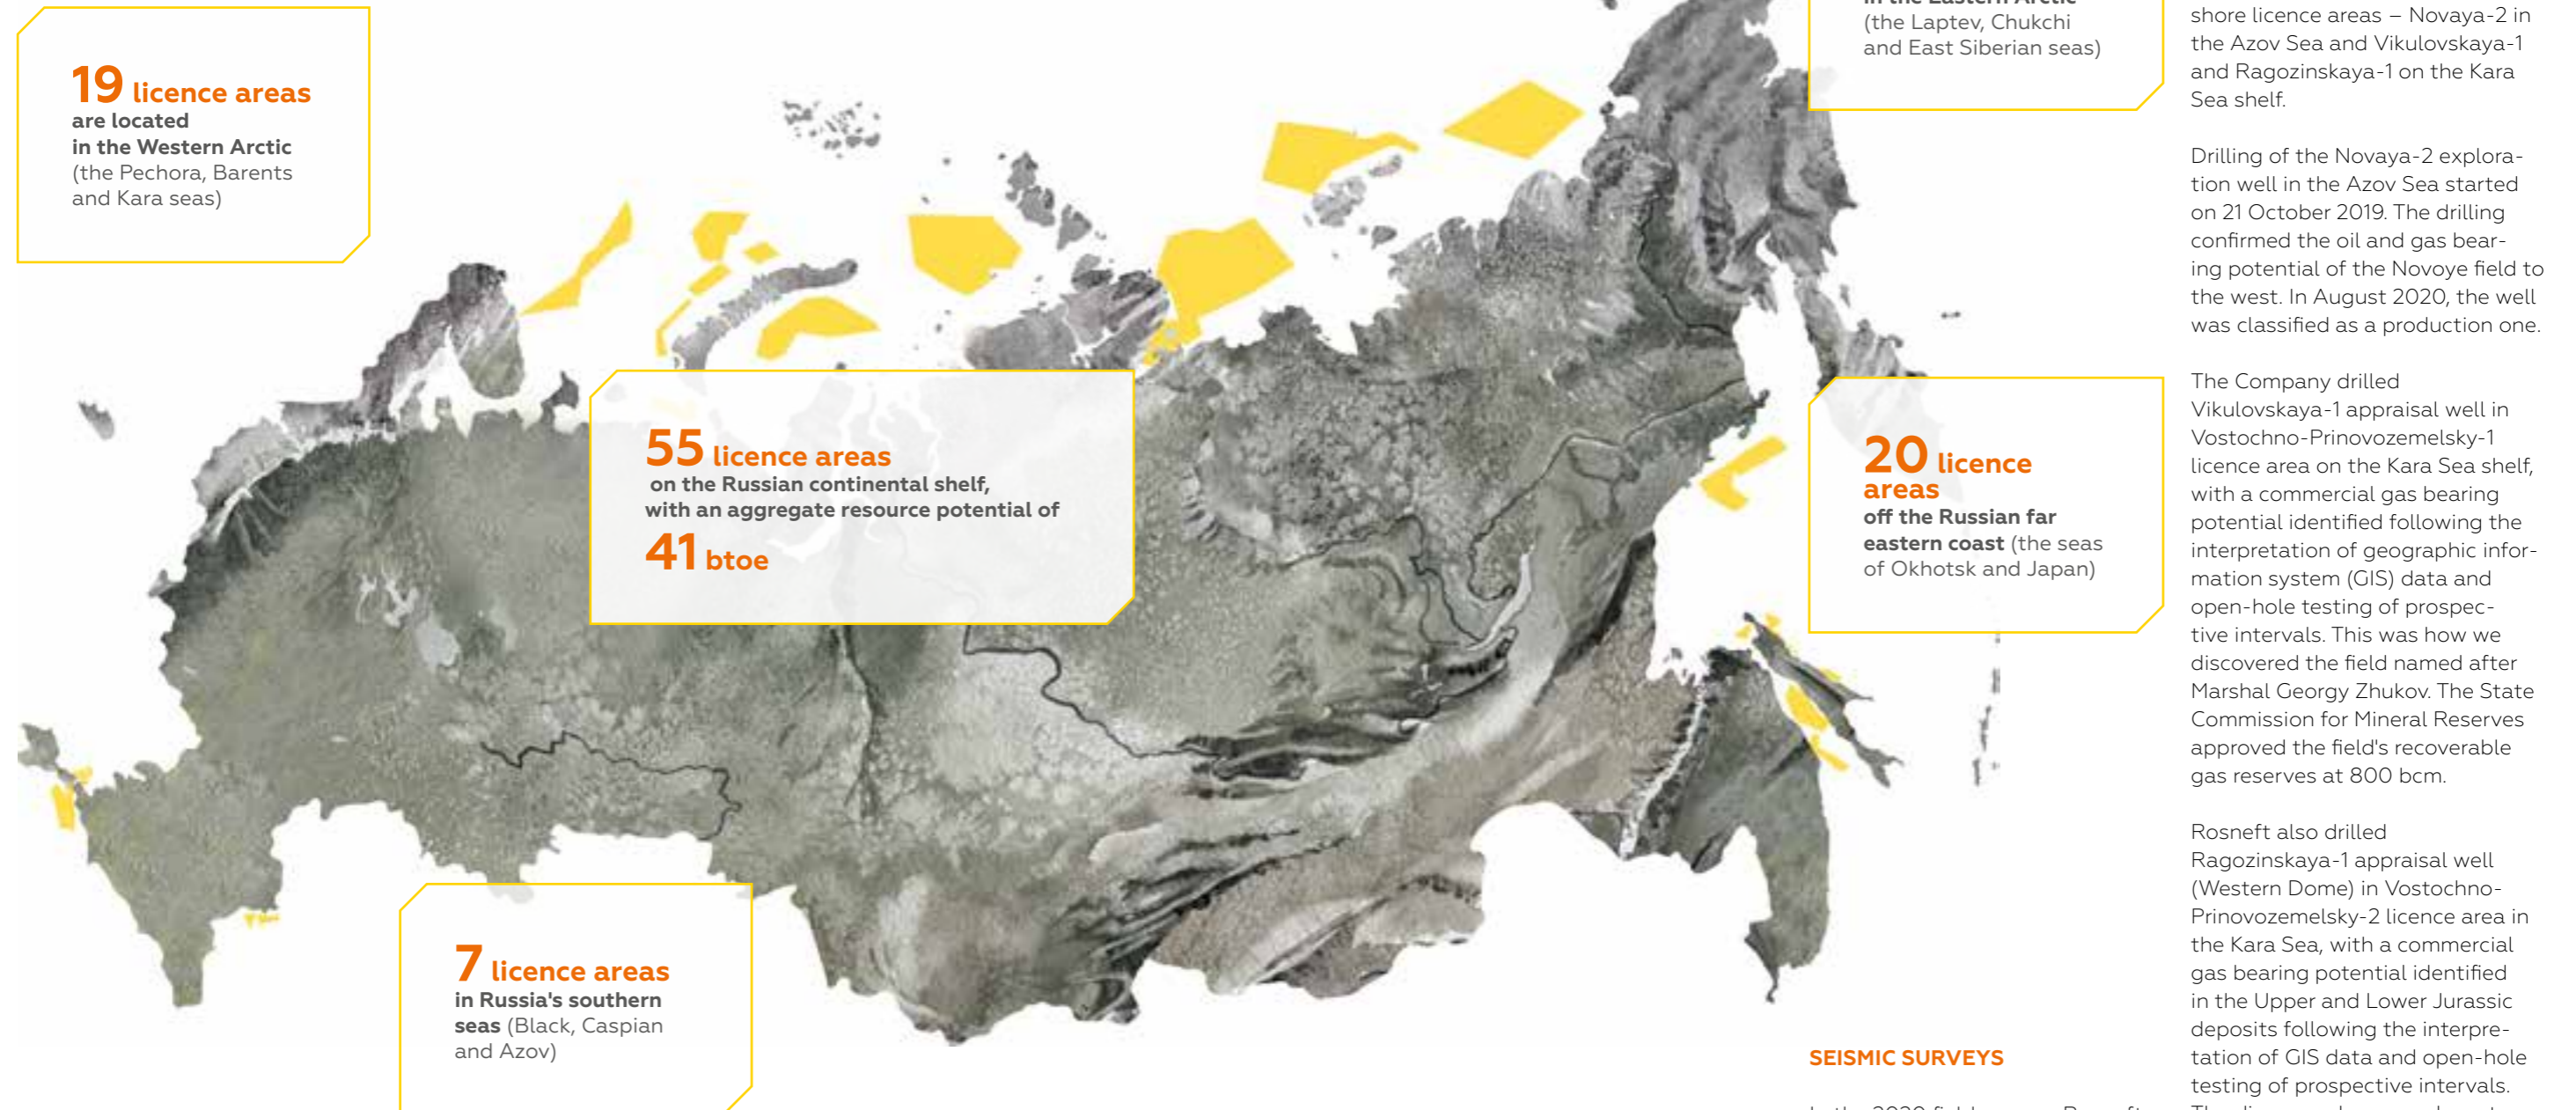 19 licence areas
are located
in the Western Arctic
(the Pechora, Barents
and Kara seas)
in the Eastern Arctic
(the Laptev, Chukchi
and East Siberian seas)
55 licence areas
on the Russian continental shelf,
with an aggregate resource potential of
41 btoe
20 licence
areas
off the Russian far
eastern coast (the seas
of Okhotsk and Japan)
7 licence areas
in Russia's southern
seas (Black, Caspian
and Azov)
SEISMIC SURVEYS
shore licence areas – Novaya-2 in
the Azov Sea and Vikulovskaya-1
and Ragozinskaya-1 on the Kara
Sea shelf.
Drilling of the Novaya-2 explora-
tion well in the Azov Sea started
on 21 October 2019. The drilling
confirmed the oil and gas bear-
ing potential of the Novoye field to
the west. In August 2020, the well
was classified as a production one.
The Company drilled
Vikulovskaya-1 appraisal well in
Vostochno-Prinovozemelsky-1
licence area on the Kara Sea shelf,
with a commercial gas bearing
potential identified following the
interpretation of geographic infor-
mation system (GIS) data and
open-hole testing of prospec-
tive intervals. This was how we
discovered the field named after
Marshal Georgy Zhukov. The State
Commission for Mineral Reserves
approved the field's recoverable
gas reserves at 800 bcm.
Rosneft also drilled
Ragozinskaya-1 appraisal well
(Western Dome) in Vostochno-
Prinovozemelsky-2 licence area in
the Kara Sea, with a commercial
gas bearing potential identified
in the Upper and Lower Jurassic
deposits following the interpre-
tation of GIS data and open-hole
testing of prospective intervals.